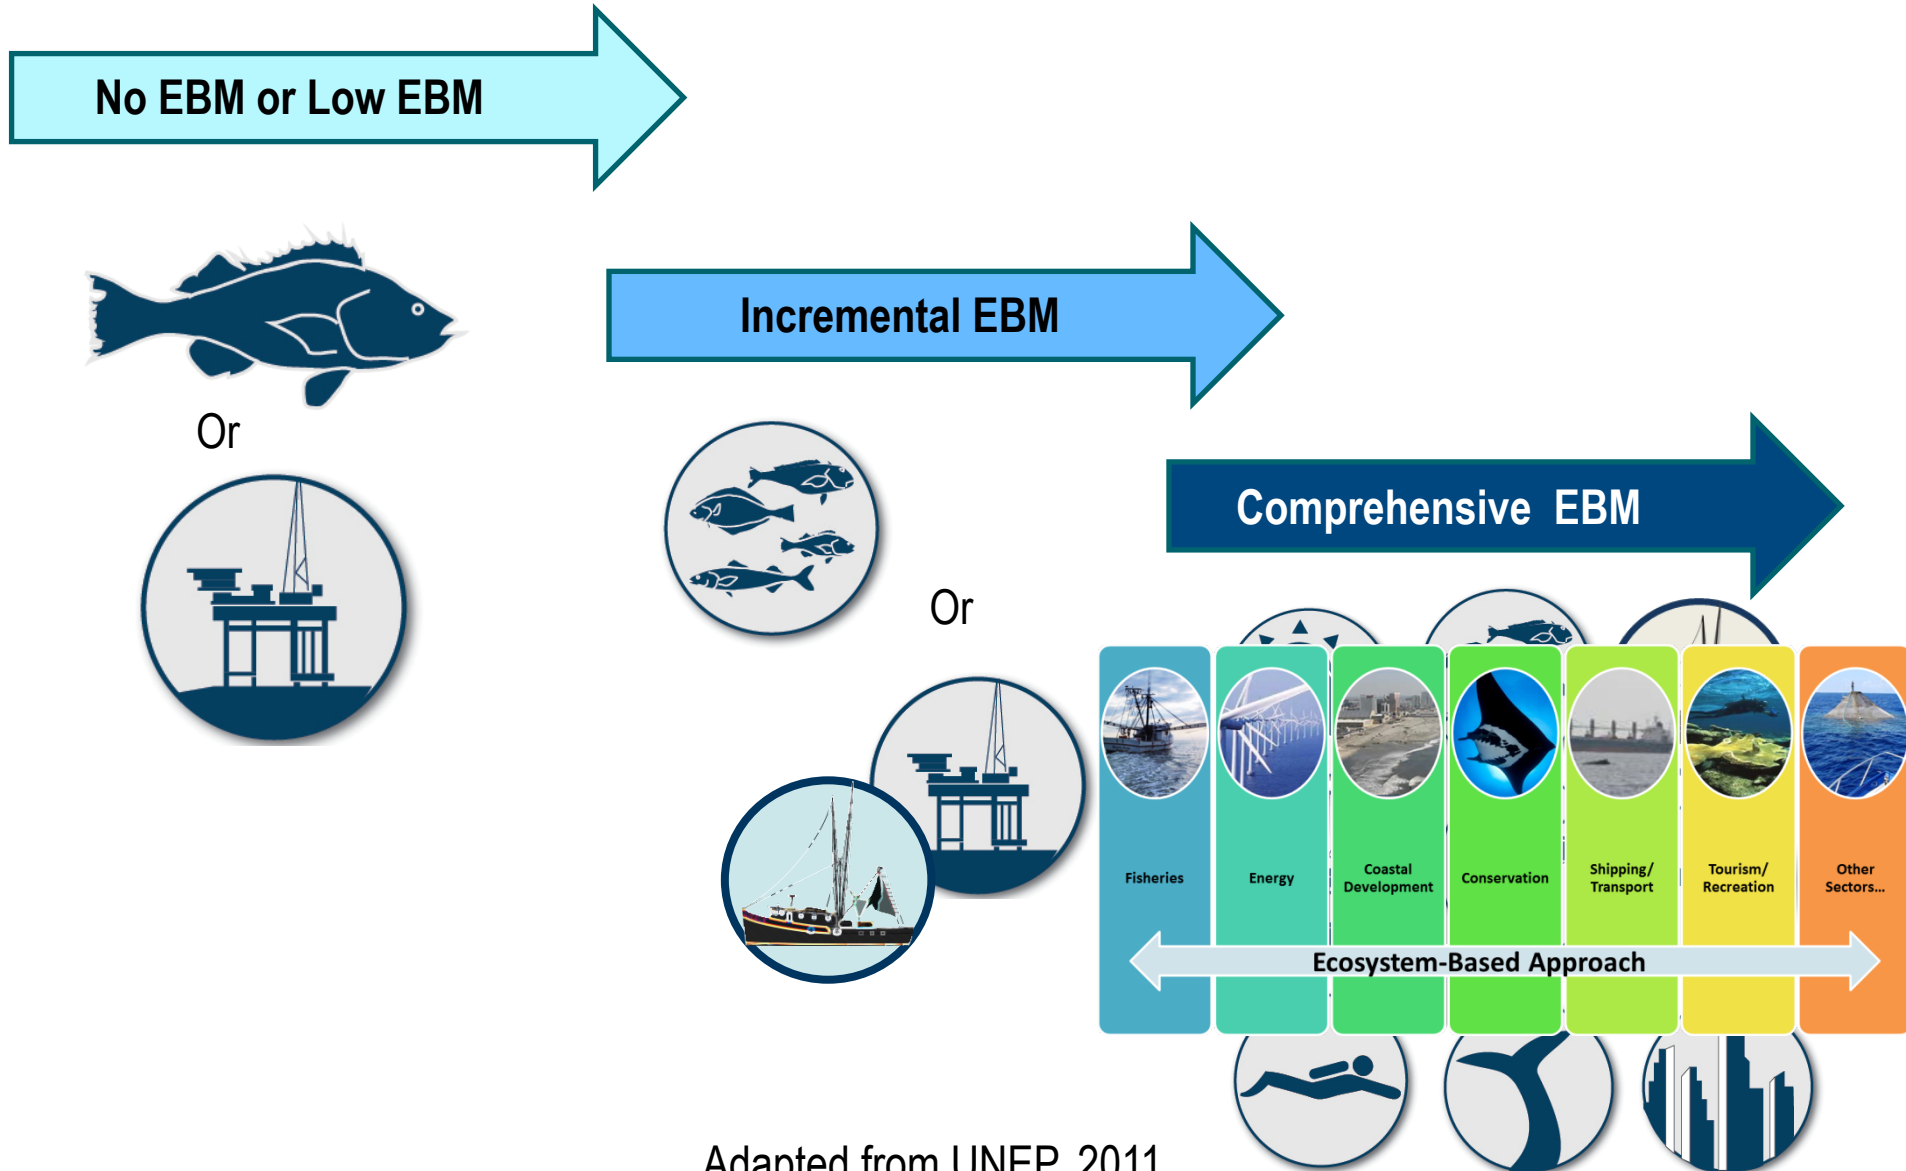 No EBM or Low EBM
Incremental EBM
Or
Comprehensive EBM
Or
Fisheries
Energy
Coastal
Development
Conservation
Shipping/
Transport
Tourism/
Recreation
Other
Sectors...
Ecosystem-Based Approach
Adapted from UNEP, 2011